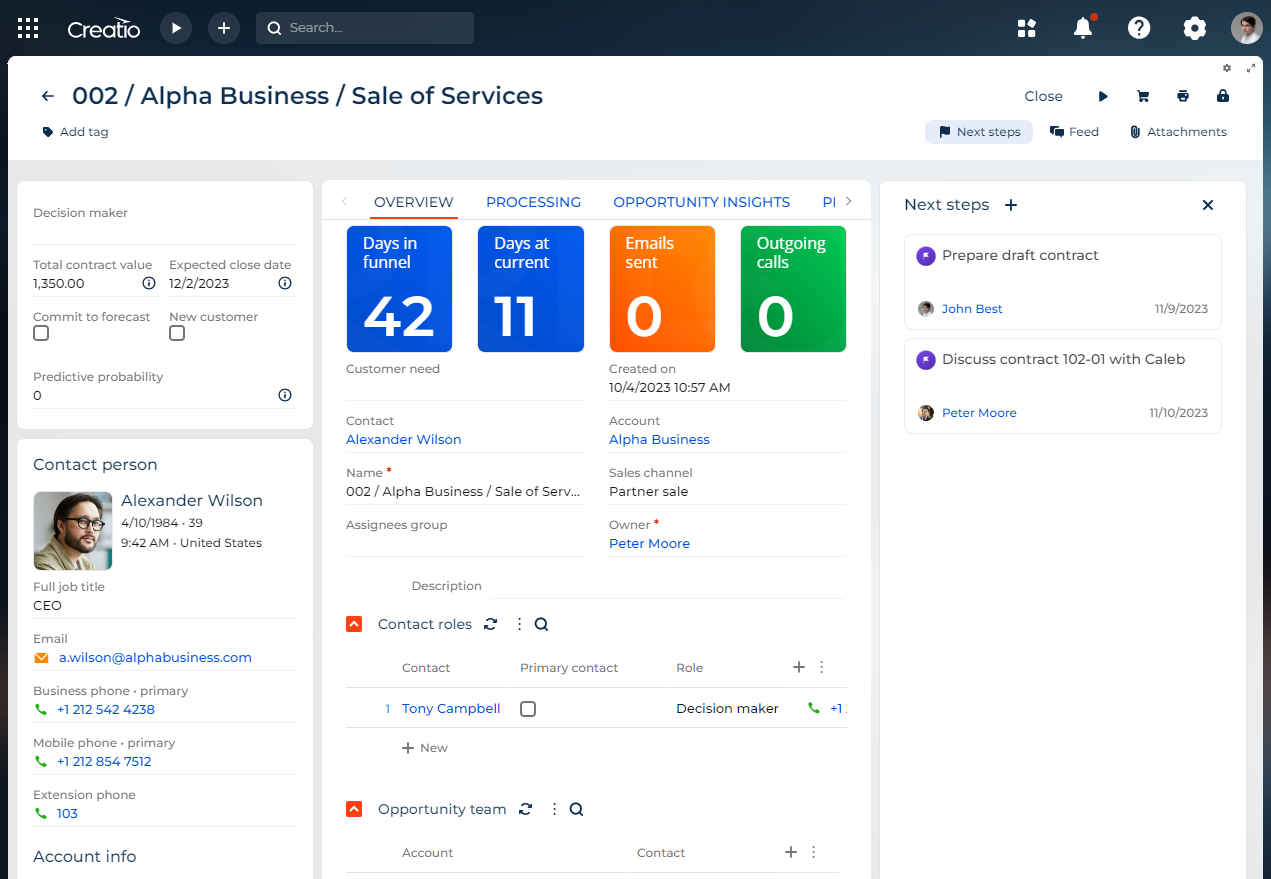 Creatio
Search...
002 / Alpha Business / Sale of Services
Close
Add tag
Next steps
Feed
Attachments
Decision maker
Total contract value
1,350.00
Expected close date
12/2/2023
Commit to forecast
New customer
Predictive probability
0
Contact person
Alexander Wilson
4/10/1984 • 39
9:42 AM • United States
Full job title
CEO
Email
a.wilson@alphabusiness.com
Business phone • primary
+1 212 542 4238
Mobile phone • primary
+1 212 854 7512
Extension phone
103
Account info
OVERVIEW
PROCESSING
OPPORTUNITY INSIGHTS
PI
Days in
funnel
42
Days at
current
11
Emails
sent
0
Outgoing
calls
0
Customer need
Created on
10/4/2023 10:57 AM
Contact
Alexander Wilson
Account
Alpha Business
Name *
002 / Alpha Business / Sale of Serv...
Sales channel
Partner sale
Assignees group
Owner *
Peter Moore
Description
Contact roles
Contact
Primary contact
Role
1
Tony Campbell
Decision maker
+1
New
Opportunity team
Account
Contact
Next steps
Prepare draft contract
John Best
11/9/2023
Discuss contract 102-01 with Caleb
Peter Moore
11/10/2023